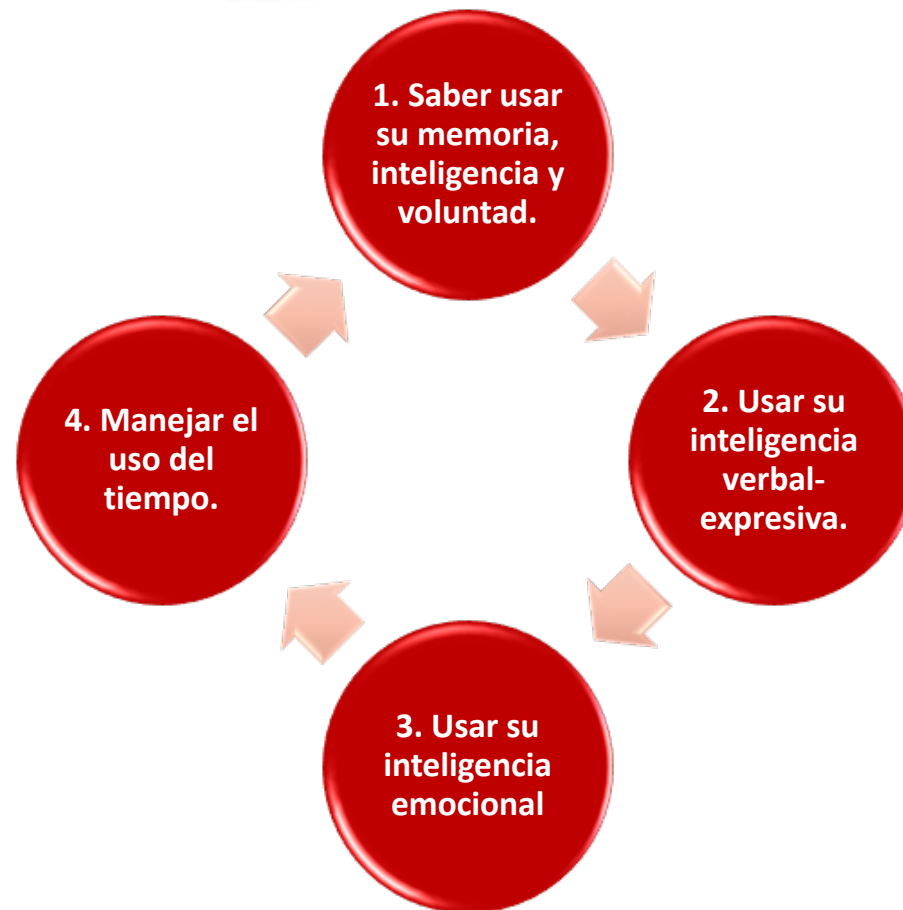 1. Saber usar
su memoria,
inteligencia y
voluntad.
2. Usar su
inteligencia
verbal-
expresiva.
3. Usar su
inteligencia
emocional
4. Manejar el
uso del
tiempo.